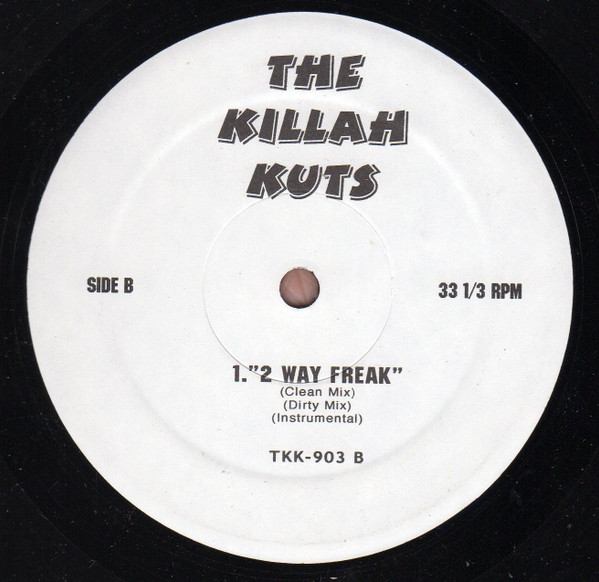 THE
KILLAH
KUTS
SIDE B
33 1/3 RPM
1."2 WAY FREAK"
(Clean Mix)
(Dirty Mix)
(Instrumental)
TKK-903 B